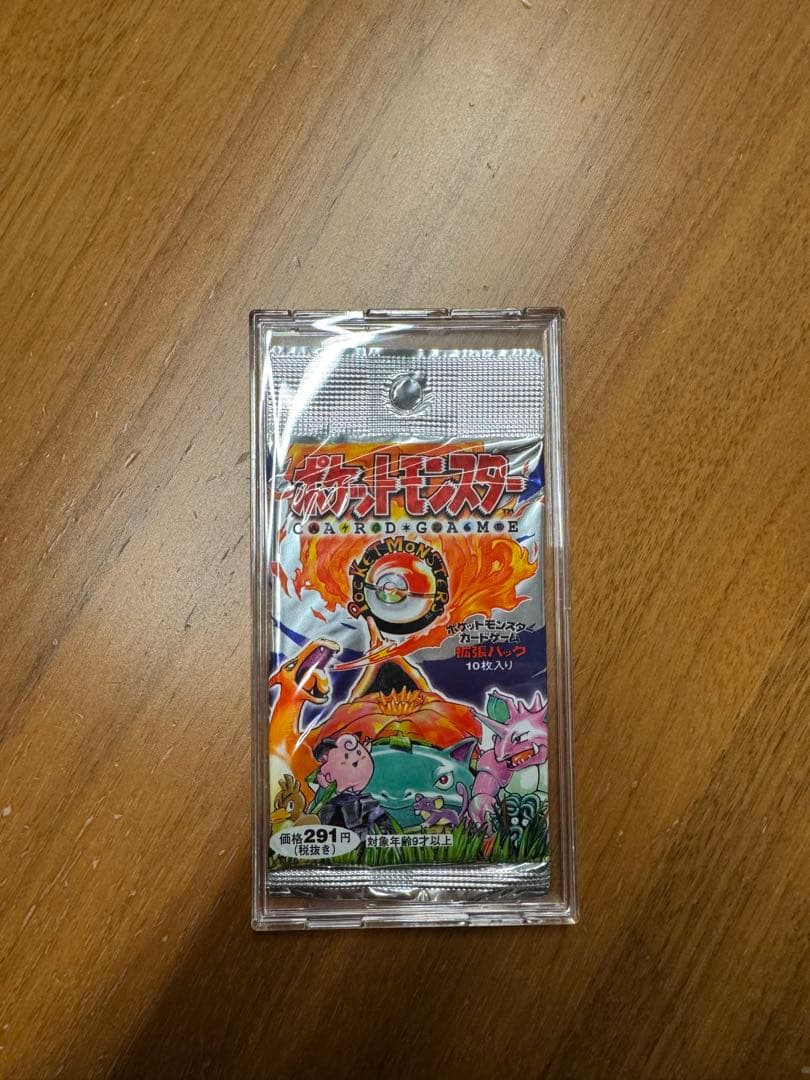 ポケットモンスター™
CARD GAME
POCKET MONSTERS
ポケットモンスター
カードゲーム
拡張パック
10枚入り
価格291円
(税抜き)
対象年齢9才以上